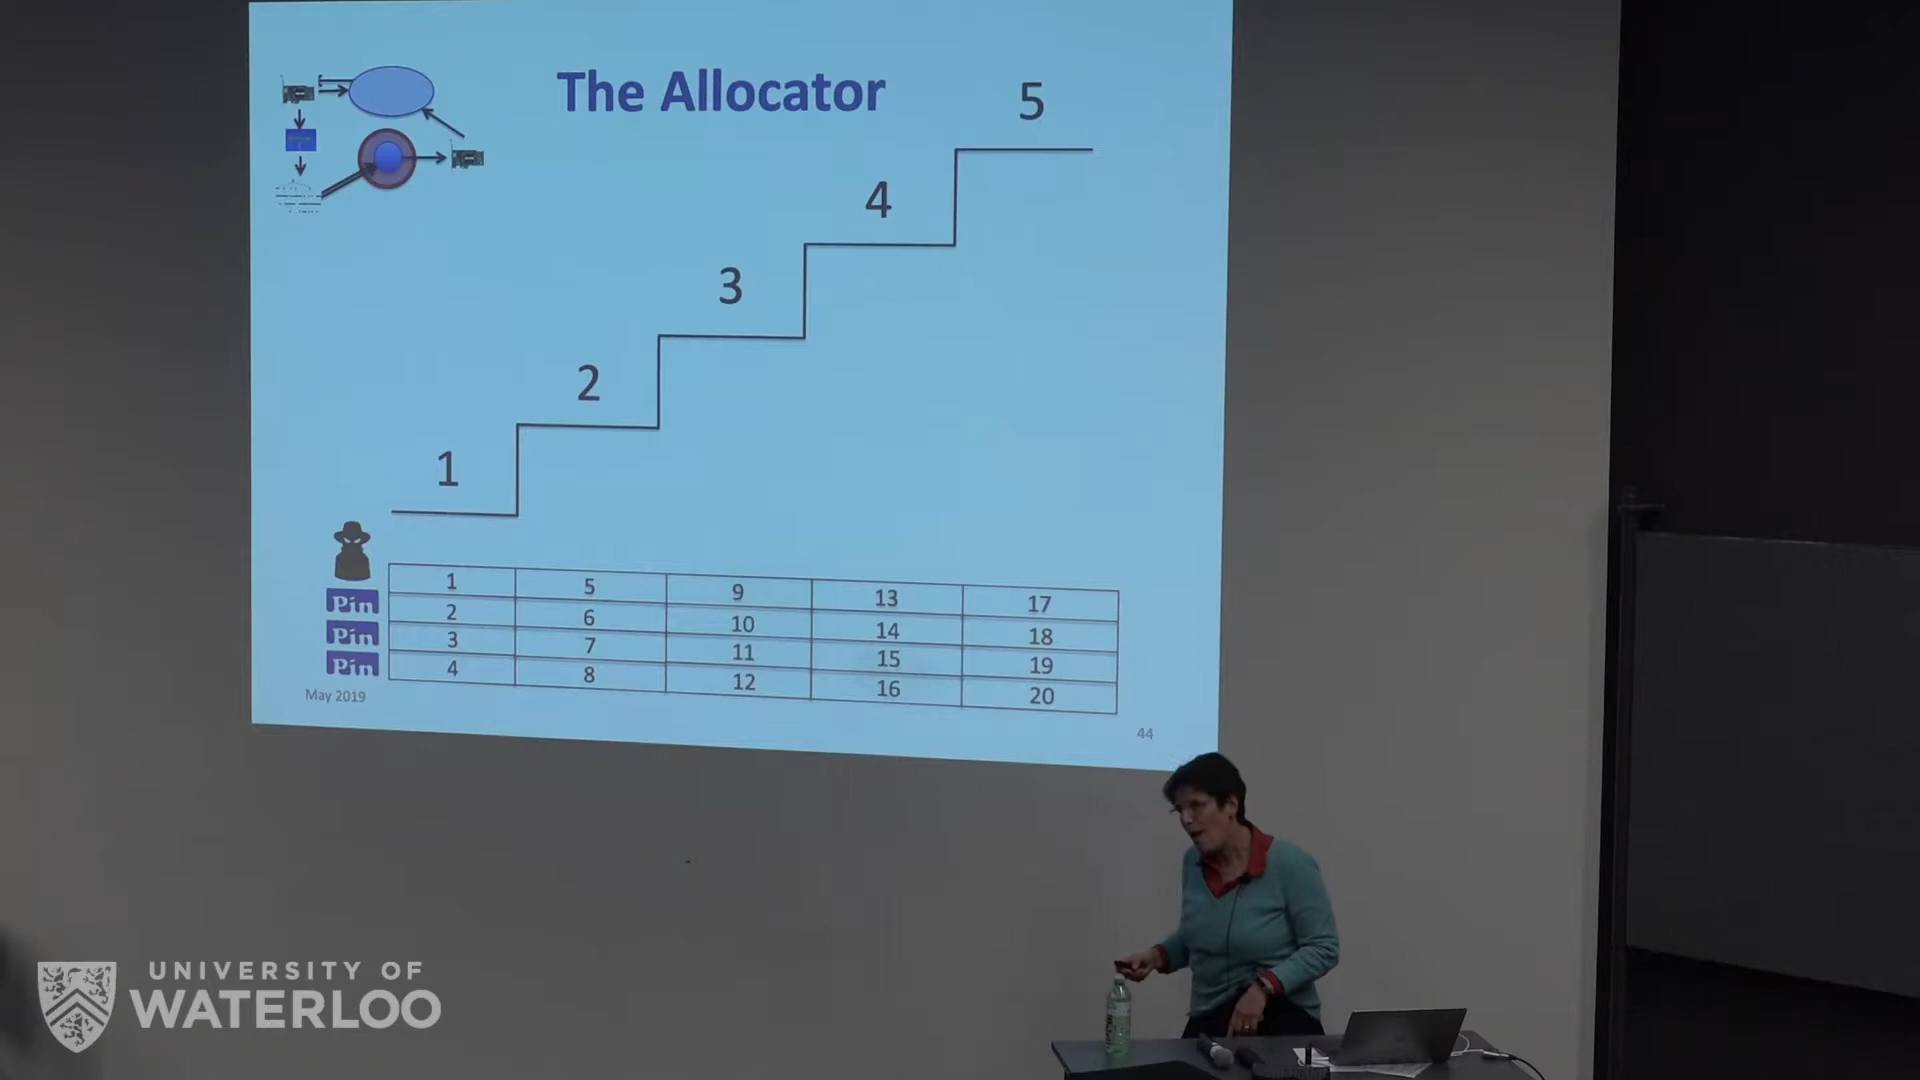 The Allocator
5
4
3
2
1
1 5 9 13 17
Pin 2 6 10 14 18
Pin 3 7 11 15 19
Pin 4 8 12 16 20
May 2019
44
UNIVERSITY OF
WATERLOO